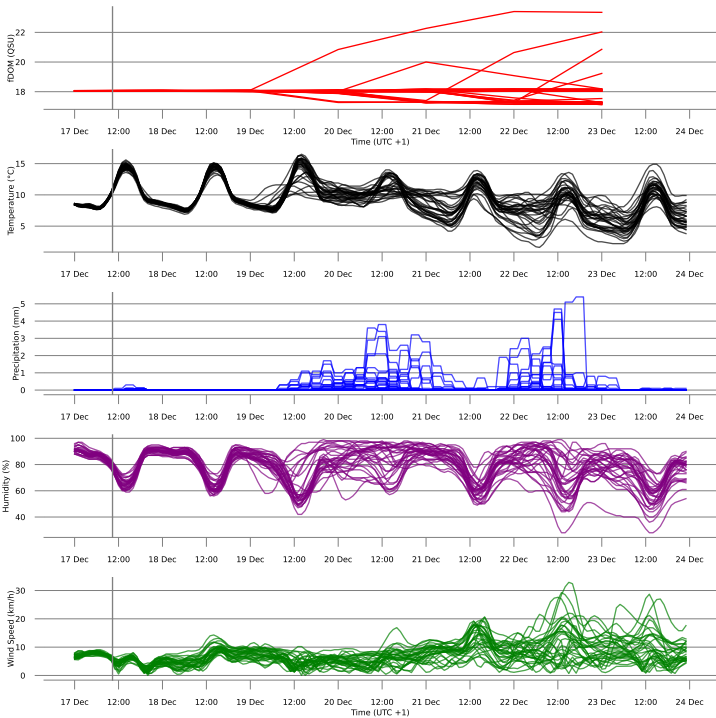 fDOM (QSU)
22
20
18
17 Dec 12:00 18 Dec 12:00 19 Dec 12:00 20 Dec 12:00 21 Dec 12:00 22 Dec 12:00 23 Dec 12:00 24 Dec
Time (UTC +1)
Temperature (°C)
15
10
5
17 Dec 12:00 18 Dec 12:00 19 Dec 12:00 20 Dec 12:00 21 Dec 12:00 22 Dec 12:00 23 Dec 12:00 24 Dec
Precipitation (mm)
5
4
3
2
1
0
17 Dec 12:00 18 Dec 12:00 19 Dec 12:00 20 Dec 12:00 21 Dec 12:00 22 Dec 12:00 23 Dec 12:00 24 Dec
Humidity (%)
100
80
60
40
17 Dec 12:00 18 Dec 12:00 19 Dec 12:00 20 Dec 12:00 21 Dec 12:00 22 Dec 12:00 23 Dec 12:00 24 Dec
Wind Speed (km/h)
30
20
10
0
17 Dec 12:00 18 Dec 12:00 19 Dec 12:00 20 Dec 12:00 21 Dec 12:00 22 Dec 12:00 23 Dec 12:00 24 Dec
Time (UTC +1)